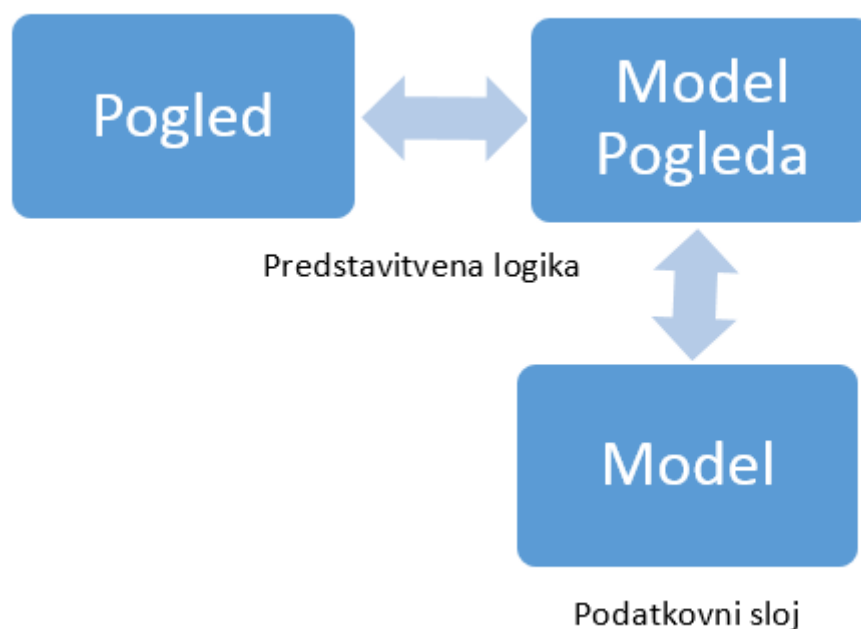 Pogled
Model
Pogleda
Predstavitvena logika
Model
Podatkovni sloj